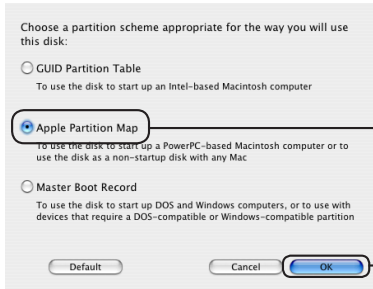 Choose a partition scheme appropriate for the way you will use
this disk:
GUID Partition Table
To use the disk to start up an Intel-based Macintosh computer
Apple Partition Map
To use the disk to start up a PowerPC-based Macintosh computer or to
use the disk as a non-startup disk with any Mac
Master Boot Record
To use the disk to start up DOS and Windows computers, or to use with
devices that require a DOS-compatible or Windows-compatible partition
Default Cancel OK